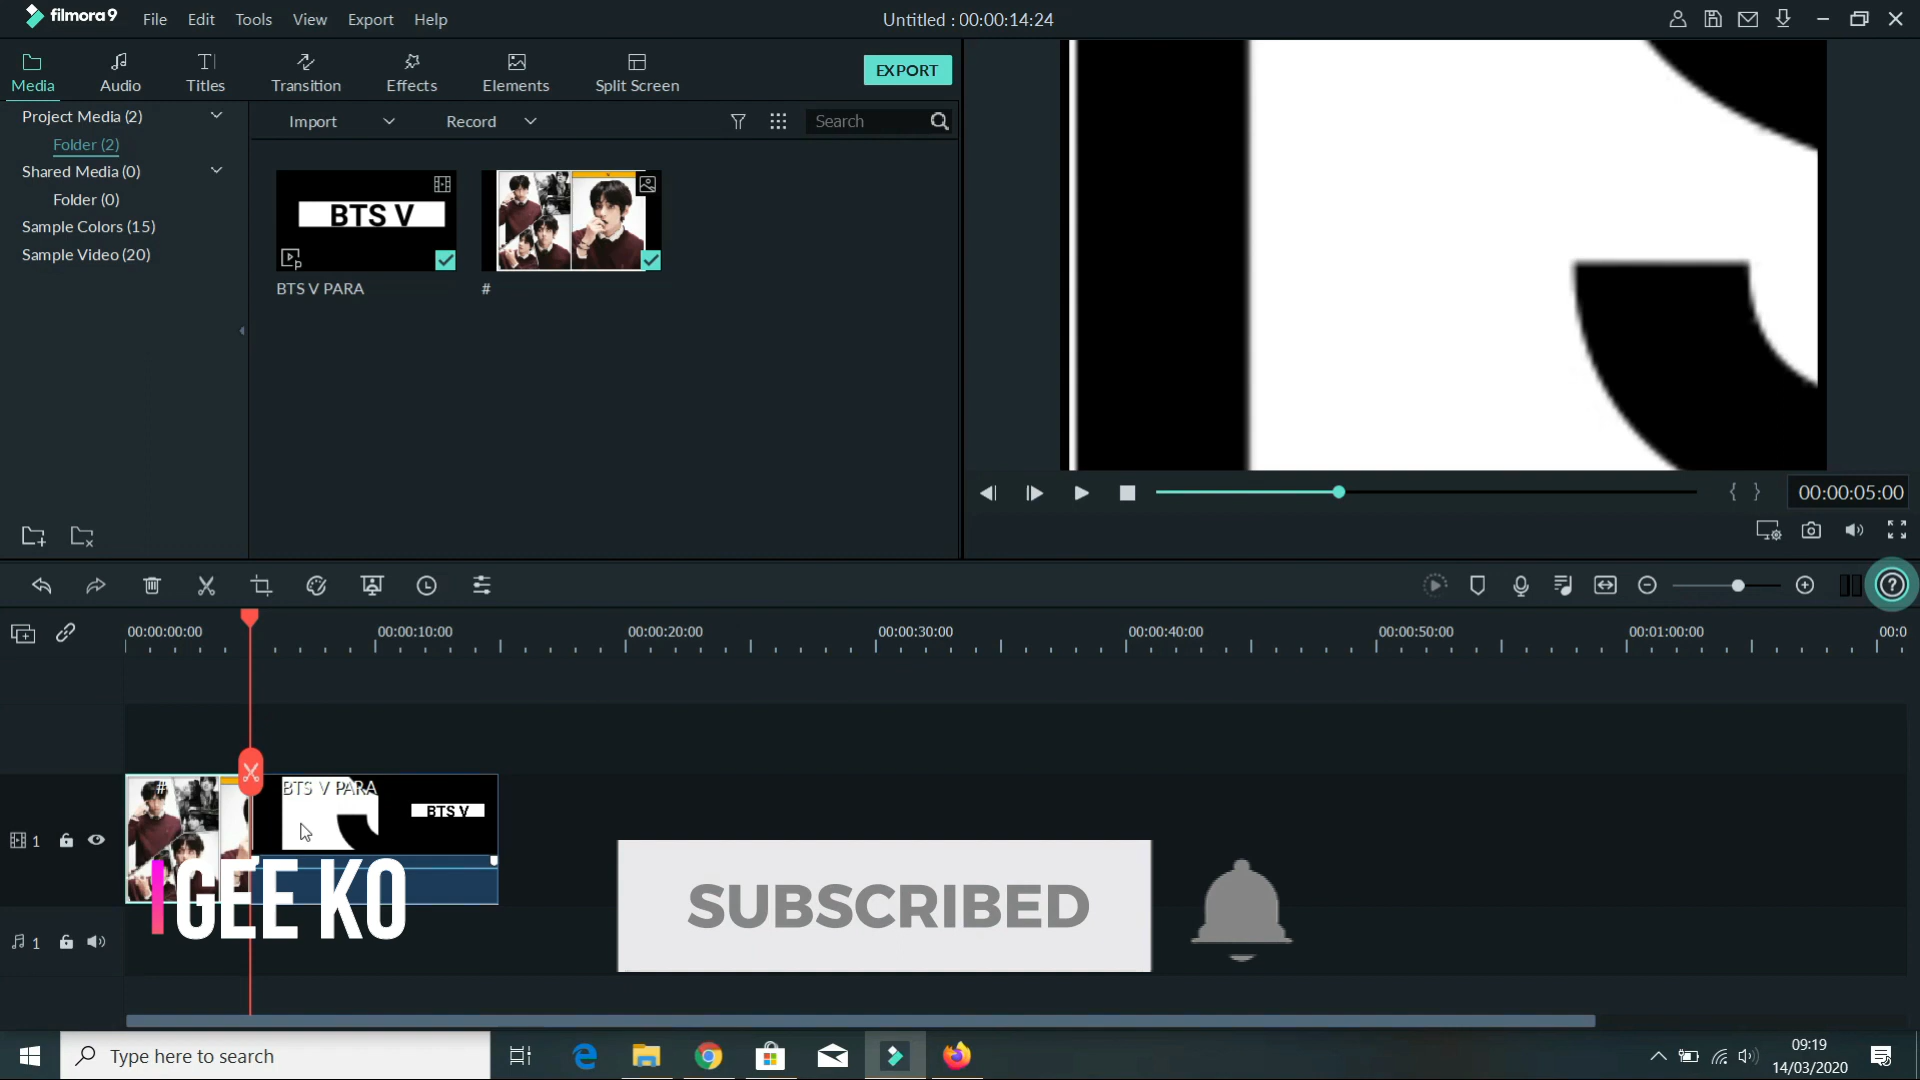 filmora9
File Edit Tools View Export Help
Untitled : 00:00:14:24
Media Audio Titles Transition Effects Elements Split Screen
EXPORT
Project Media (2)
Folder (2)
Shared Media (0)
Folder (0)
Sample Colors (15)
Sample Video (20)
Import Record Search
BTS V
BTS V PARA #
{ } 00:00:05:00
00:00:00:00 00:00:10:00 00:00:20:00 00:00:30:00 00:00:40:00 00:00:50:00 00:01:00:00 00:0
# BTS V PARA
BTS V
1
IGEE KO
SUBSCRIBED
1
Type here to search
09:19
14/03/2020